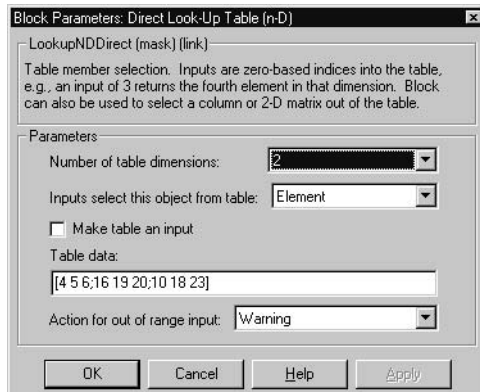 Block Parameters: Direct Look-Up Table (n-D)
LookupNDDirect (mask) (link)
Table member selection. Inputs are zero-based indices into the table,
e.g., an input of 3 returns the fourth element in that dimension. Block
can also be used to select a column or 2-D matrix out of the table.
Parameters
Number of table dimensions: 2
Inputs select this object from table: Element
Make table an input
Table data:
[4 5 6;16 19 20;10 18 23]
Action for out of range input: Warning
OK Cancel Help Apply